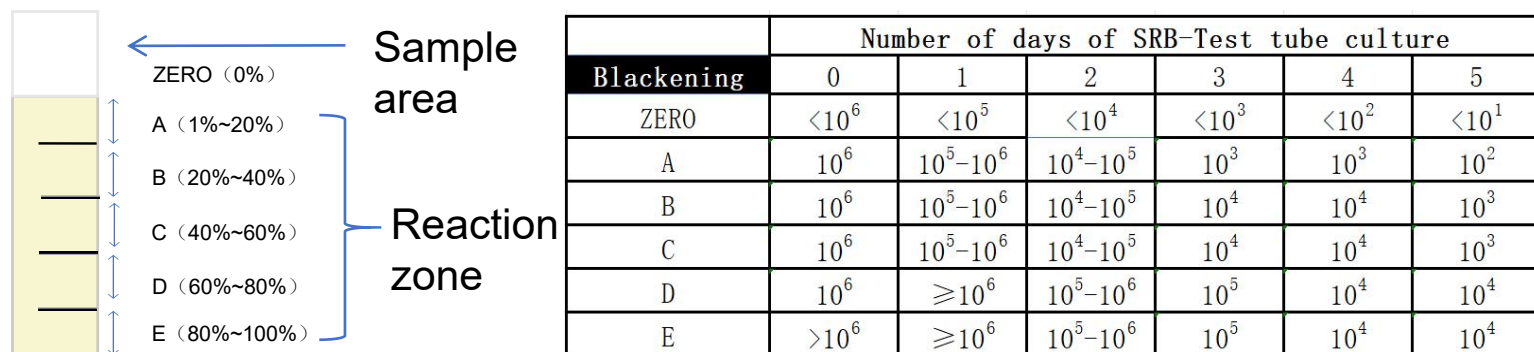 Sample
area
ZERO（0%）
A（1%~20%）
B（20%~40%）
C（40%~60%）
D（60%~80%）
E（80%~100%）
Reaction
zone
Number of days of SRB-Test tube culture
Blackening 0 1 2 3 4 5
ZERO <10⁶ <10⁵ <10⁴ <10³ <10² <10¹
A 10⁶ 10⁵-10⁶ 10⁴-10⁵ 10³ 10³ 10²
B 10⁶ 10⁵-10⁶ 10⁴-10⁵ 10⁴ 10⁴ 10³
C 10⁶ 10⁵-10⁶ 10⁴-10⁵ 10⁴ 10⁴ 10³
D 10⁶ ≥10⁶ 10⁵-10⁶ 10⁵ 10⁴ 10⁴
E >10⁶ ≥10⁶ 10⁵-10⁶ 10⁵ 10⁴ 10⁴